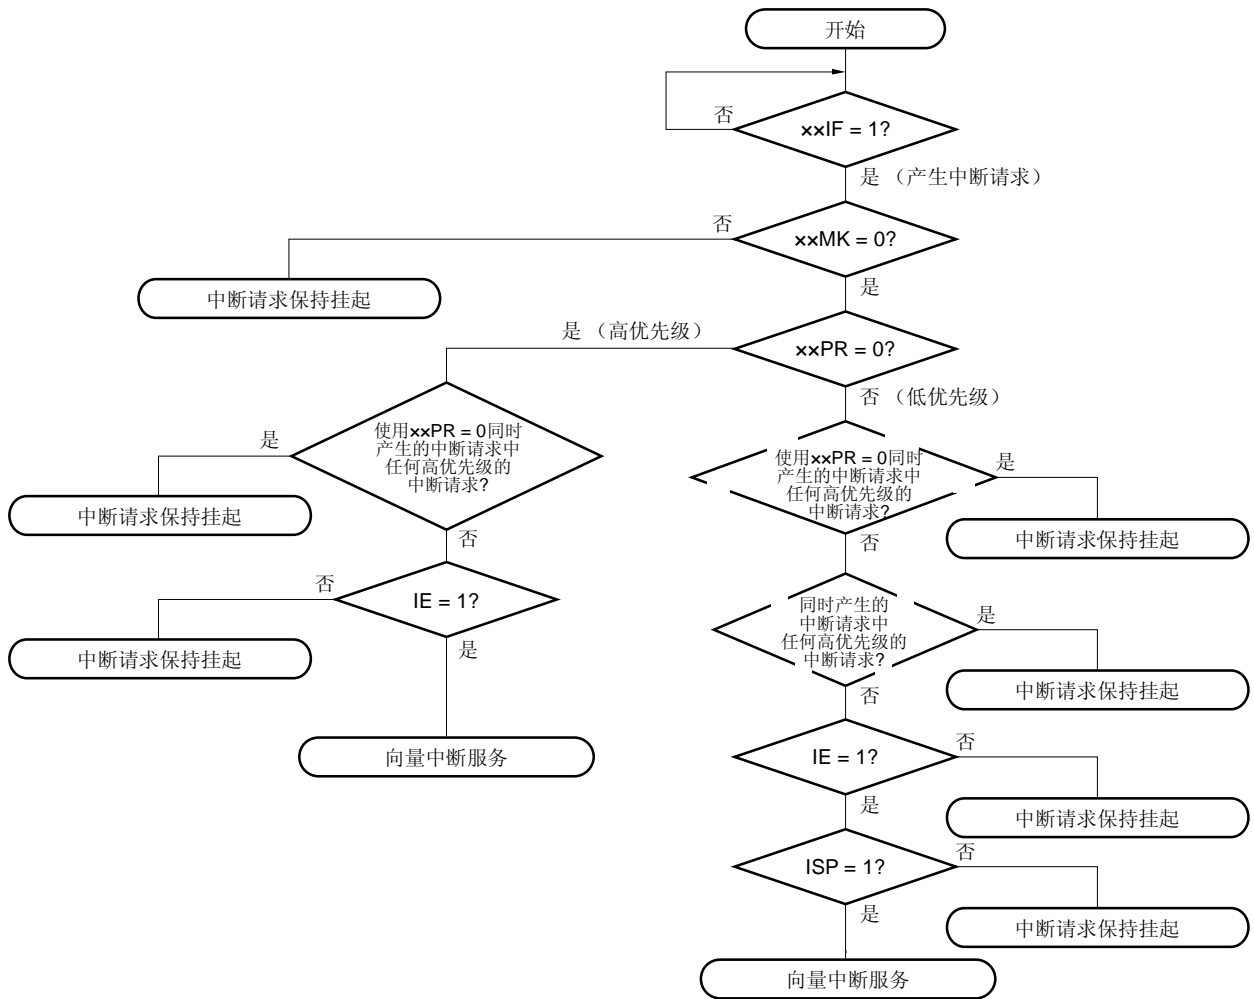 开始
否
××IF = 1?
是 （产生中断请求）
否
××MK = 0?
中断请求保持挂起
是
是 （高优先级）
××PR = 0?
否 （低优先级）
使用××PR = 0同时
产生的中断请求中
任何高优先级的
中断请求?
是
中断请求保持挂起
否
使用××PR = 0同时
产生的中断请求中
任何高优先级的
中断请求?
是
中断请求保持挂起
否
否
IE = 1?
中断请求保持挂起
是
向量中断服务
同时产生的
中断请求中
任何高优先级的
中断请求?
是
中断请求保持挂起
否
IE = 1?
否
中断请求保持挂起
是
ISP = 1?
否
中断请求保持挂起
是
向量中断服务